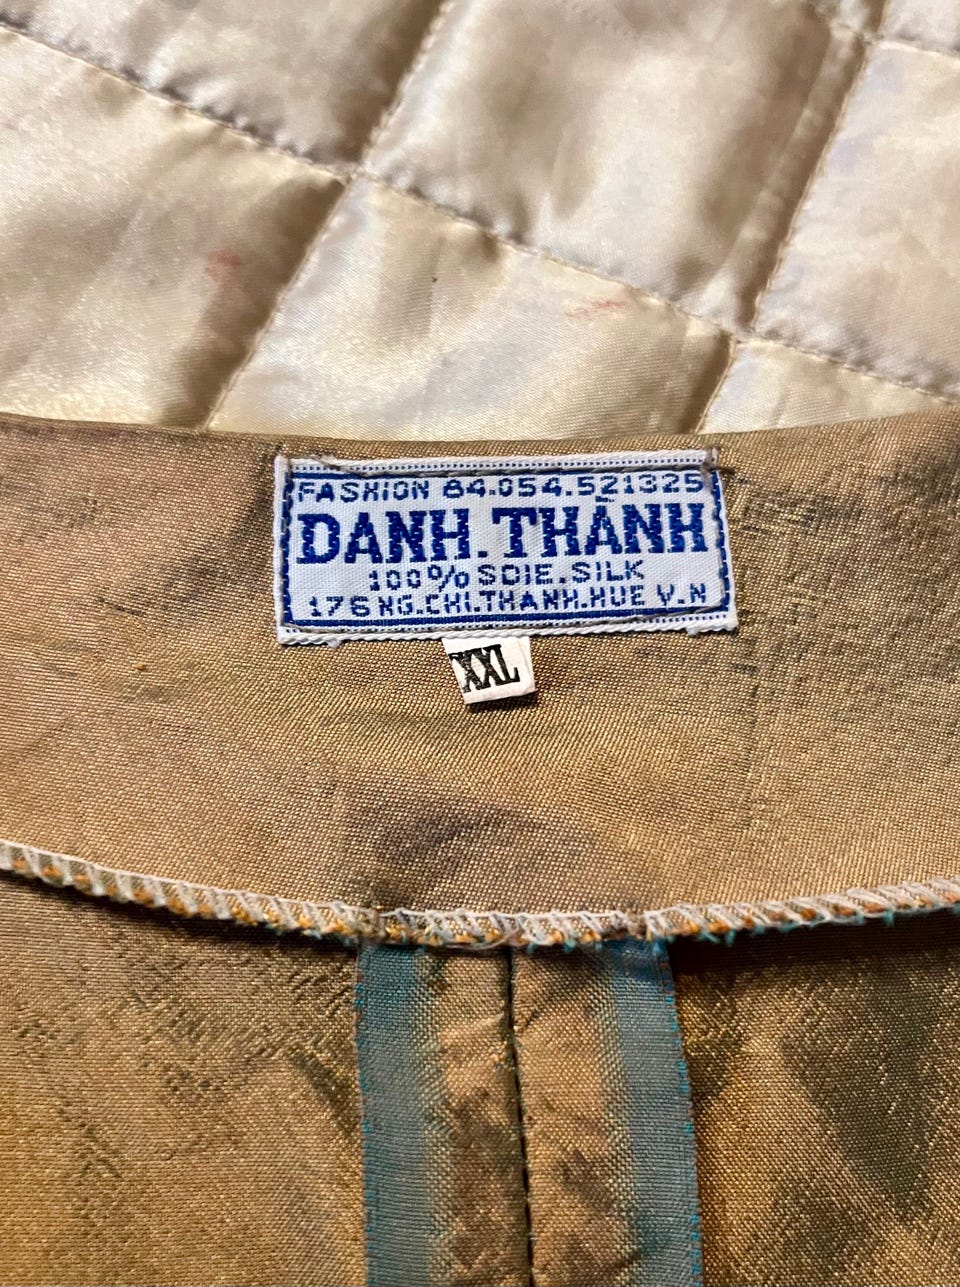 FASHION 84.054.521325
DANH.THÀNH
100% SOIE.SILK
176 NG.CHI.THANH.HUE V.N
XXL